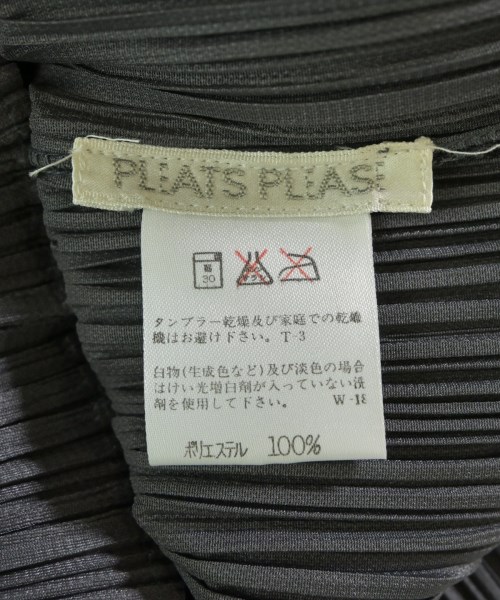 PLEATS PLEAS
弱
30
タンブラー乾燥及び家庭での乾燥
機はお避け下さい。T-3
白物(生成色など)及び淡色の場合
はけい光増白剤が入っていない洗
剤を使用して下さい。 W-18
ポリエステル 100%